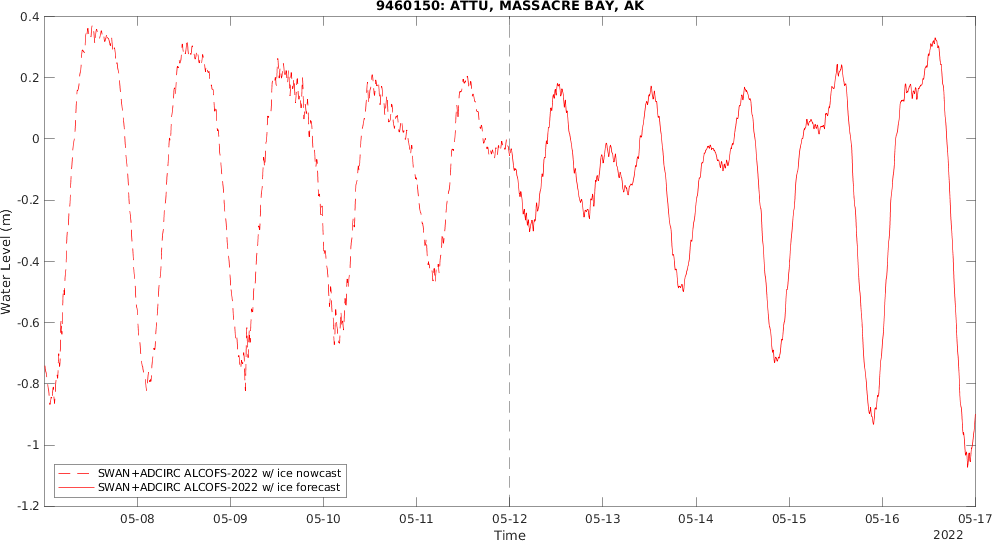 9460150: ATTU, MASSACRE BAY, AK
0.4
0.2
0
-0.2
-0.4
-0.6
-0.8
-1
-1.2
Water Level (m)
SWAN+ADCIRC ALCOFS-2022 w/ ice nowcast
SWAN+ADCIRC ALCOFS-2022 w/ ice forecast
05-08 05-09 05-10 05-11 05-12 05-13 05-14 05-15 05-16 05-17
Time
2022